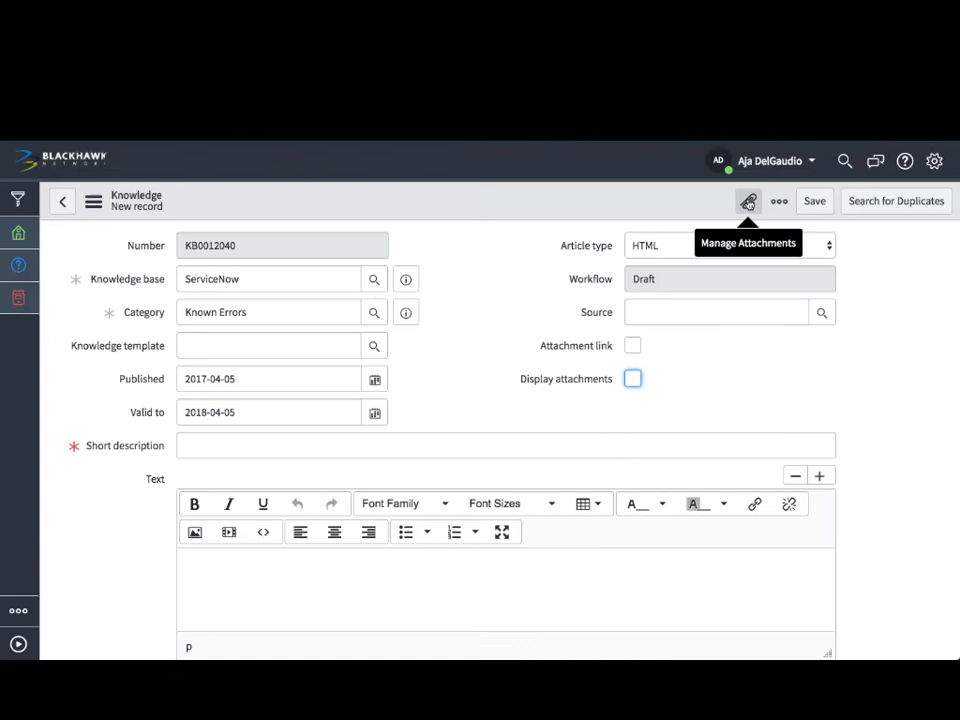 BLACKHAWK
NETWORK
AD
Aja DelGaudio
Knowledge
New record
Save
Search for Duplicates
Manage Attachments
Number
KB0012040
Article type
HTML
Knowledge base
ServiceNow
Workflow
Draft
Category
Known Errors
Source
Knowledge template
Attachment link
Published
2017-04-05
Display attachments
Valid to
2018-04-05
Short description
Text
B I U Font Family Font Sizes A A
p